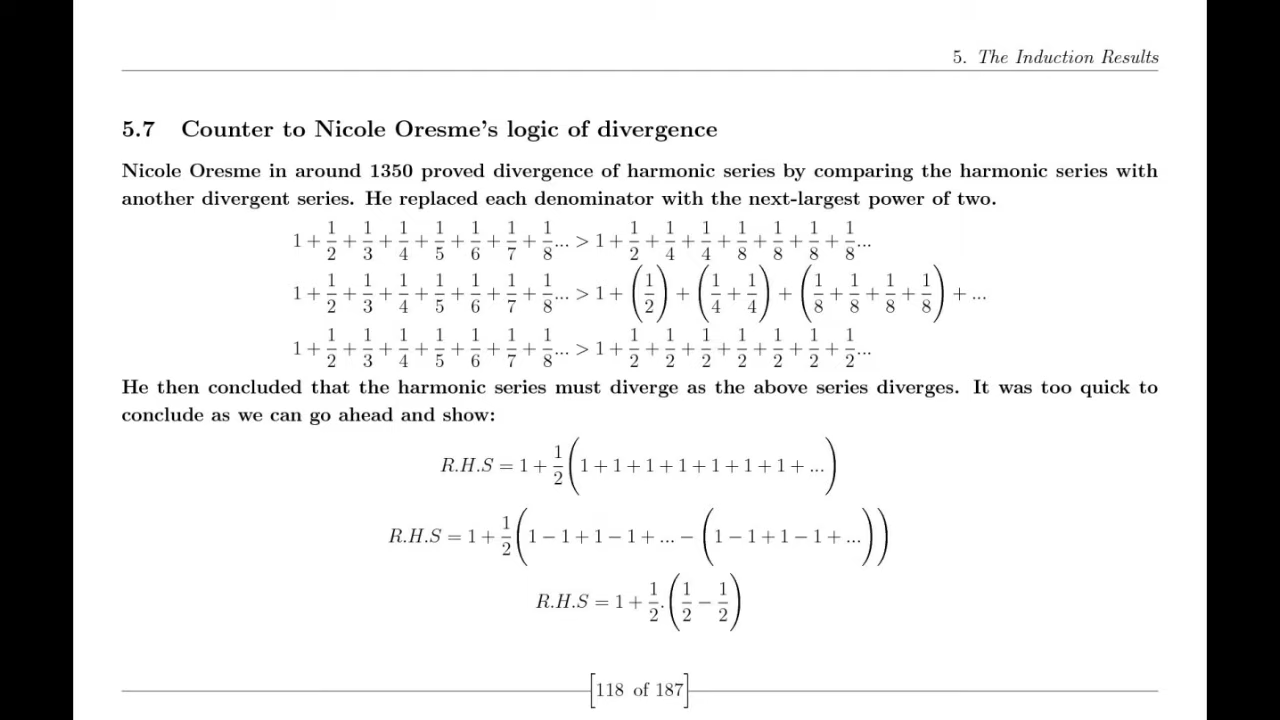 5. The Induction Results
5.7 Counter to Nicole Oresme's logic of divergence
Nicole Oresme in around 1350 proved divergence of harmonic series by comparing the harmonic series with
another divergent series. He replaced each denominator with the next-largest power of two.
1 + 1/2 + 1/3 + 1/4 + 1/5 + 1/6 + 1/7 + 1/8 ... > 1 + 1/2 + 1/4 + 1/4 + 1/8 + 1/8 + 1/8 + 1/8 ...
1 + 1/2 + 1/3 + 1/4 + 1/5 + 1/6 + 1/7 + 1/8 ... > 1 + (1/2) + (1/4 + 1/4) + (1/8 + 1/8 + 1/8 + 1/8) + ...
1 + 1/2 + 1/3 + 1/4 + 1/5 + 1/6 + 1/7 + 1/8 ... > 1 + 1/2 + 1/2 + 1/2 + 1/2 + 1/2 + 1/2 + 1/2 ...
He then concluded that the harmonic series must diverge as the above series diverges. It was too quick to
conclude as we can go ahead and show:
R.H.S = 1 + 1/2 (1 + 1 + 1 + 1 + 1 + 1 + 1 + ...)
R.H.S = 1 + 1/2 (1 − 1 + 1 − 1 + ... − (1 − 1 + 1 − 1 + ...))
R.H.S = 1 + 1/2 . (1/2 − 1/2)
[118 of 187]